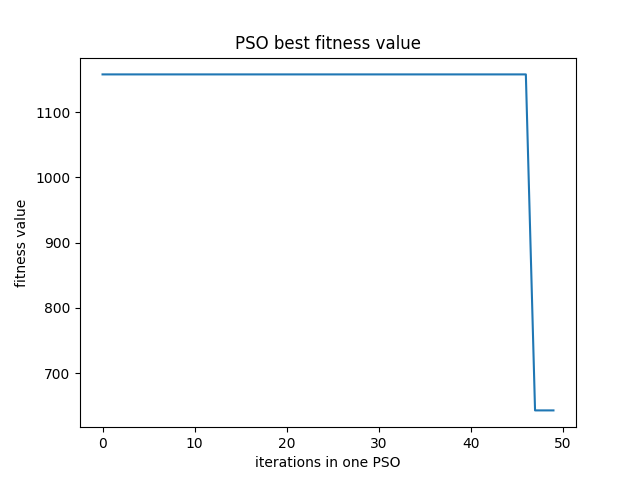 PSO best fitness value
1100
1000
900
800
700
fitness value
0 10 20 30 40 50
iterations in one PSO